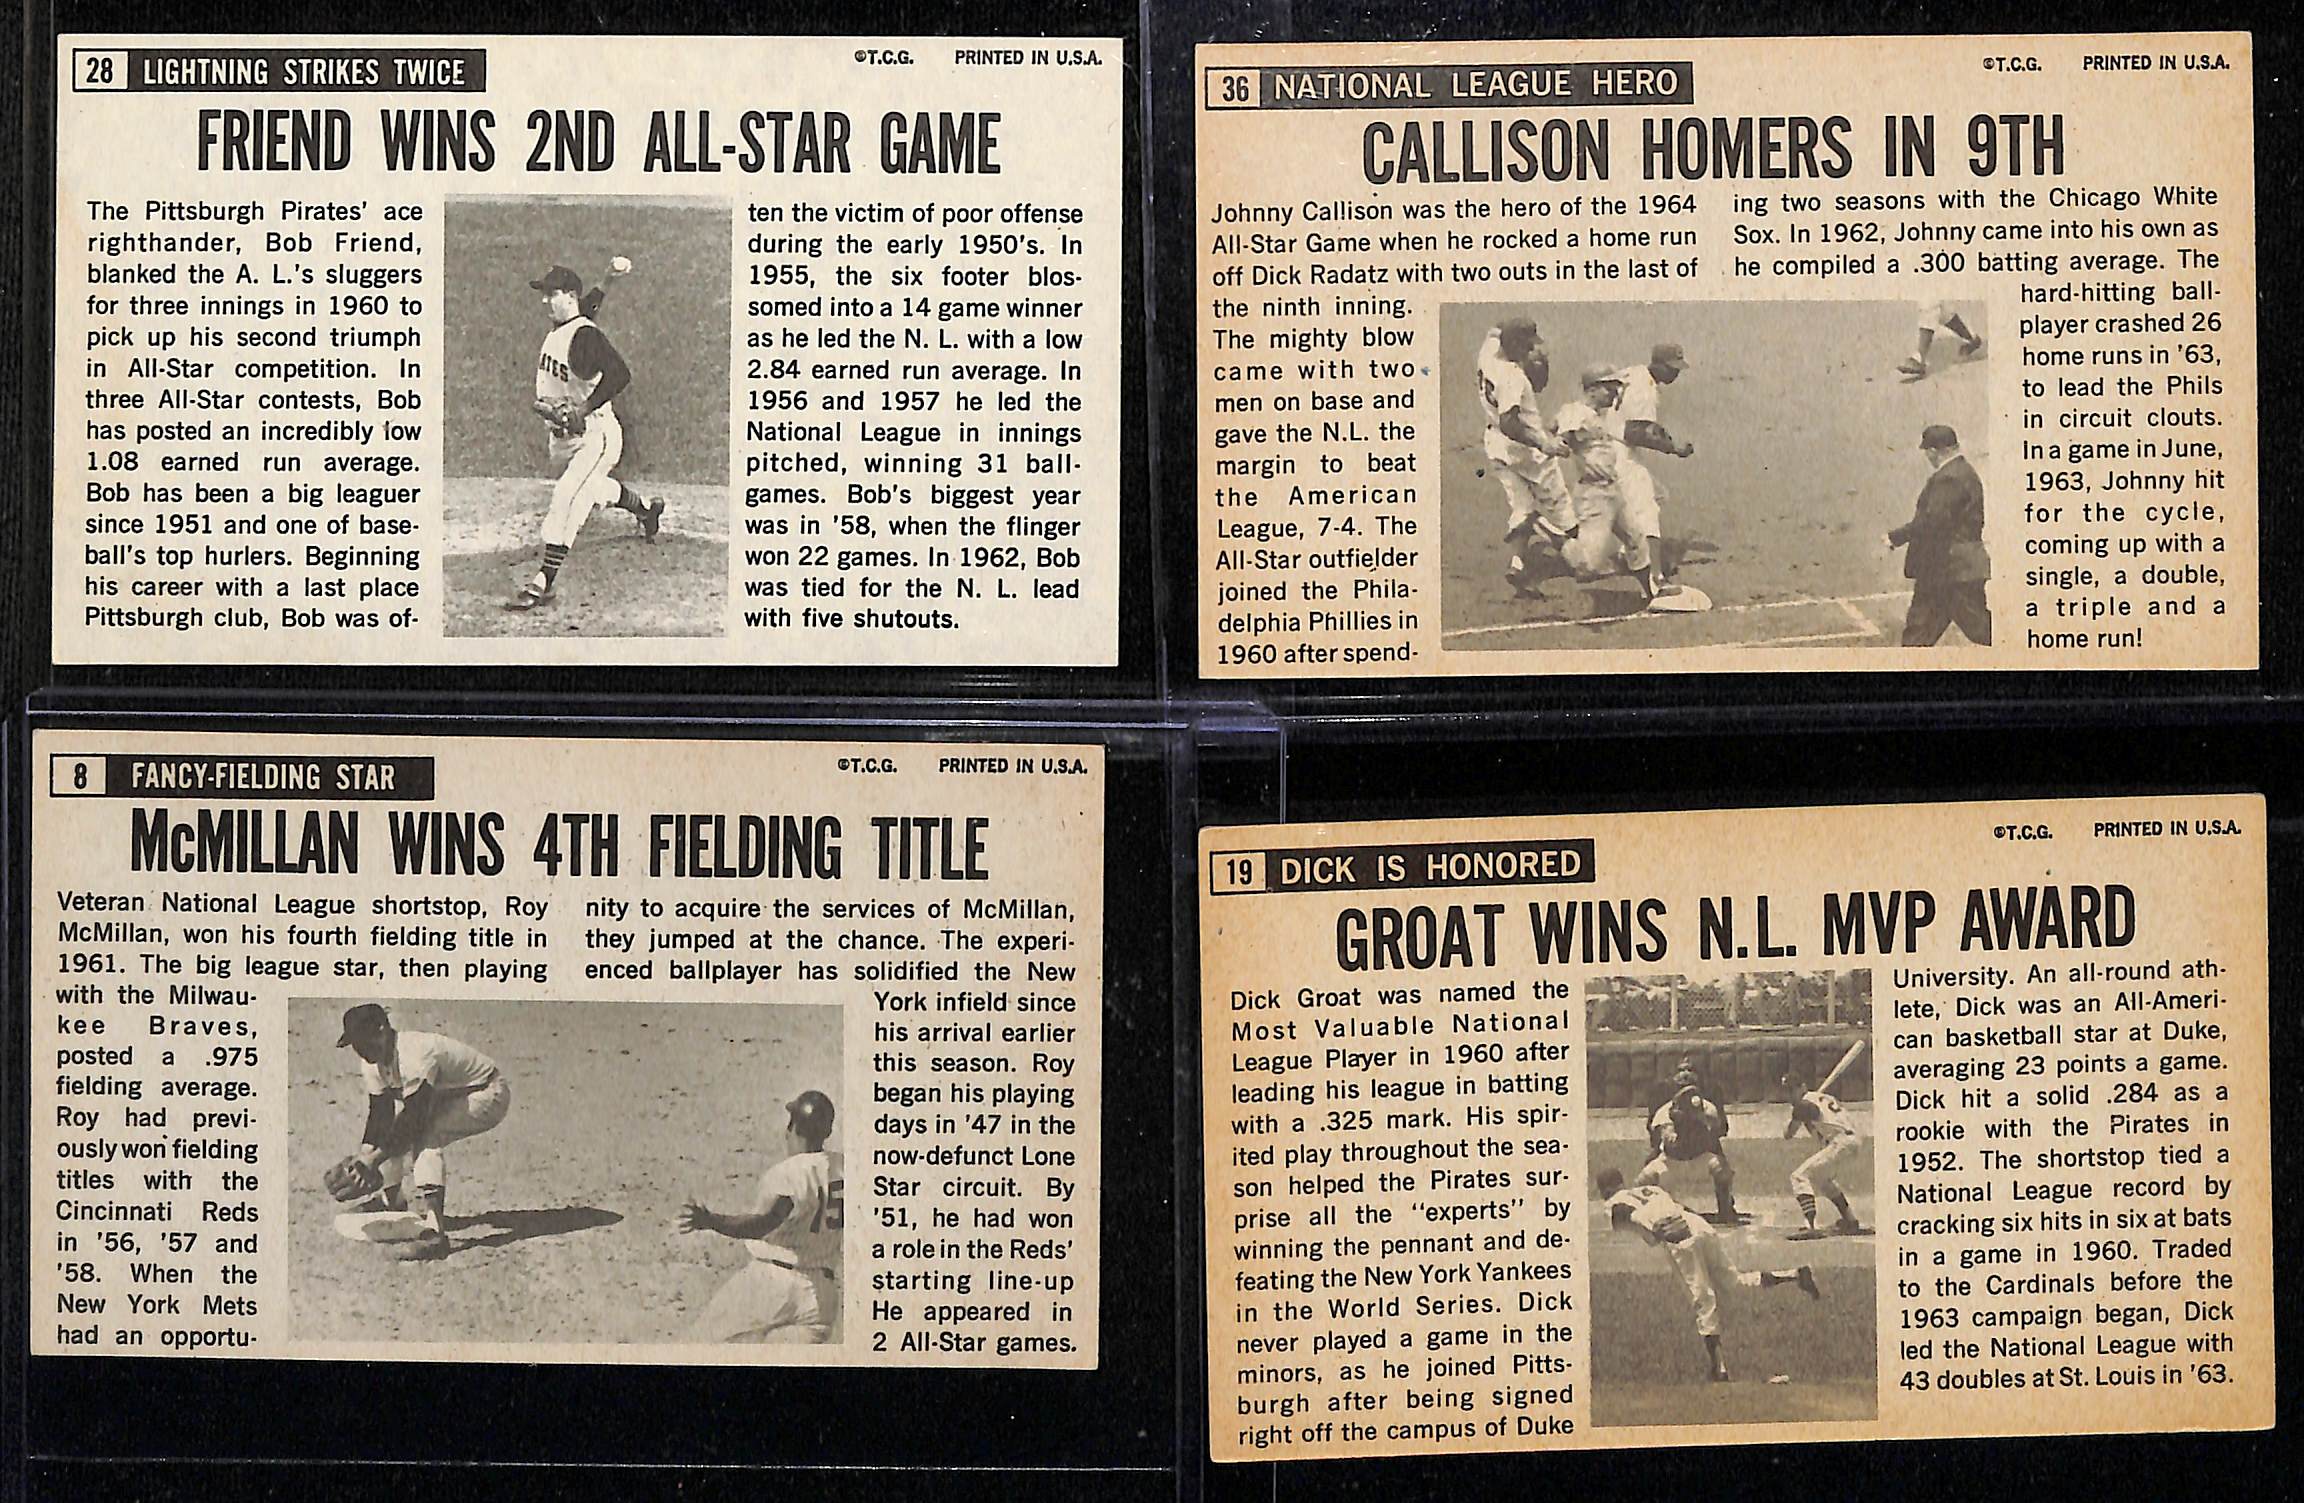 28 LIGHTNING STRIKES TWICE
©T.C.G. PRINTED IN U.S.A.
FRIEND WINS 2ND ALL-STAR GAME
The Pittsburgh Pirates' ace
righthander, Bob Friend,
blanked the A. L.'s sluggers
for three innings in 1960 to
pick up his second triumph
in All-Star competition. In
three All-Star contests, Bob
has posted an incredibly low
1.08 earned run average.
Bob has been a big leaguer
since 1951 and one of base-
ball's top hurlers. Beginning
his career with a last place
Pittsburgh club, Bob was of-
ten the victim of poor offense
during the early 1950's. In
1955, the six footer blos-
somed into a 14 game winner
as he led the N. L. with a low
2.84 earned run average. In
1956 and 1957 he led the
National League in innings
pitched, winning 31 ball-
games. Bob's biggest year
was in '58, when the flinger
won 22 games. In 1962, Bob
was tied for the N. L. lead
with five shutouts.
36 NATIONAL LEAGUE HERO
©T.C.G. PRINTED IN U.S.A.
CALLISON HOMERS IN 9TH
Johnny Callison was the hero of the 1964
All-Star Game when he rocked a home run
off Dick Radatz with two outs in the last of
the ninth inning.
The mighty blow
came with two
men on base and
gave the N.L. the
margin to beat
the American
League, 7-4. The
All-Star outfielder
joined the Phila-
delphia Phillies in
1960 after spend-
ing two seasons with the Chicago White
Sox. In 1962, Johnny came into his own as
he compiled a .300 batting average. The
hard-hitting ball-
player crashed 26
home runs in '63,
to lead the Phils
in circuit clouts.
In a game in June,
1963, Johnny hit
for the cycle,
coming up with a
single, a double,
a triple and a
home run!
8 FANCY-FIELDING STAR
©T.C.G. PRINTED IN U.S.A.
McMILLAN WINS 4TH FIELDING TITLE
Veteran National League shortstop, Roy
McMillan, won his fourth fielding title in
1961. The big league star, then playing
with the Milwau-
kee Braves,
posted a .975
fielding average.
Roy had previ-
ously won fielding
titles with the
Cincinnati Reds
in '56, '57 and
'58. When the
New York Mets
had an opportu-
nity to acquire the services of McMillan,
they jumped at the chance. The experi-
enced ballplayer has solidified the New
York infield since
his arrival earlier
this season. Roy
began his playing
days in '47 in the
now-defunct Lone
Star circuit. By
'51, he had won
a role in the Reds'
starting line-up
He appeared in
2 All-Star games.
15
19 DICK IS HONORED
©T.C.G. PRINTED IN U.S.A.
GROAT WINS N.L. MVP AWARD
Dick Groat was named the
Most Valuable National
League Player in 1960 after
leading his league in batting
with a .325 mark. His spir-
ited play throughout the sea-
son helped the Pirates sur-
prise all the "experts" by
winning the pennant and de-
feating the New York Yankees
in the World Series. Dick
never played a game in the
minors, as he joined Pitts-
burgh after being signed
right off the campus of Duke
University. An all-round ath-
lete, Dick was an All-Ameri-
can basketball star at Duke,
averaging 23 points a game.
Dick hit a solid .284 as a
rookie with the Pirates in
1952. The shortstop tied a
National League record by
cracking six hits in six at bats
in a game in 1960. Traded
to the Cardinals before the
1963 campaign began, Dick
led the National League with
43 doubles at St. Louis in '63.